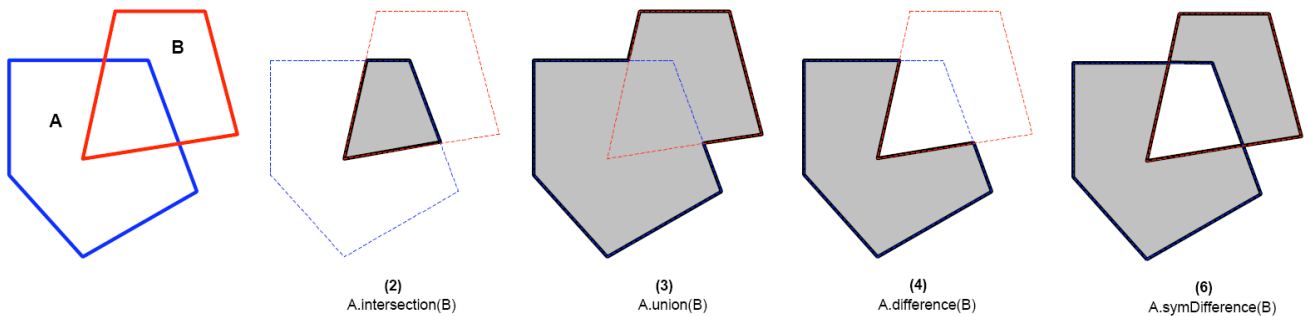 B
A
(2)
A.intersection(B)
(3)
A.union(B)
(4)
A.difference(B)
(6)
A.symDifference(B)